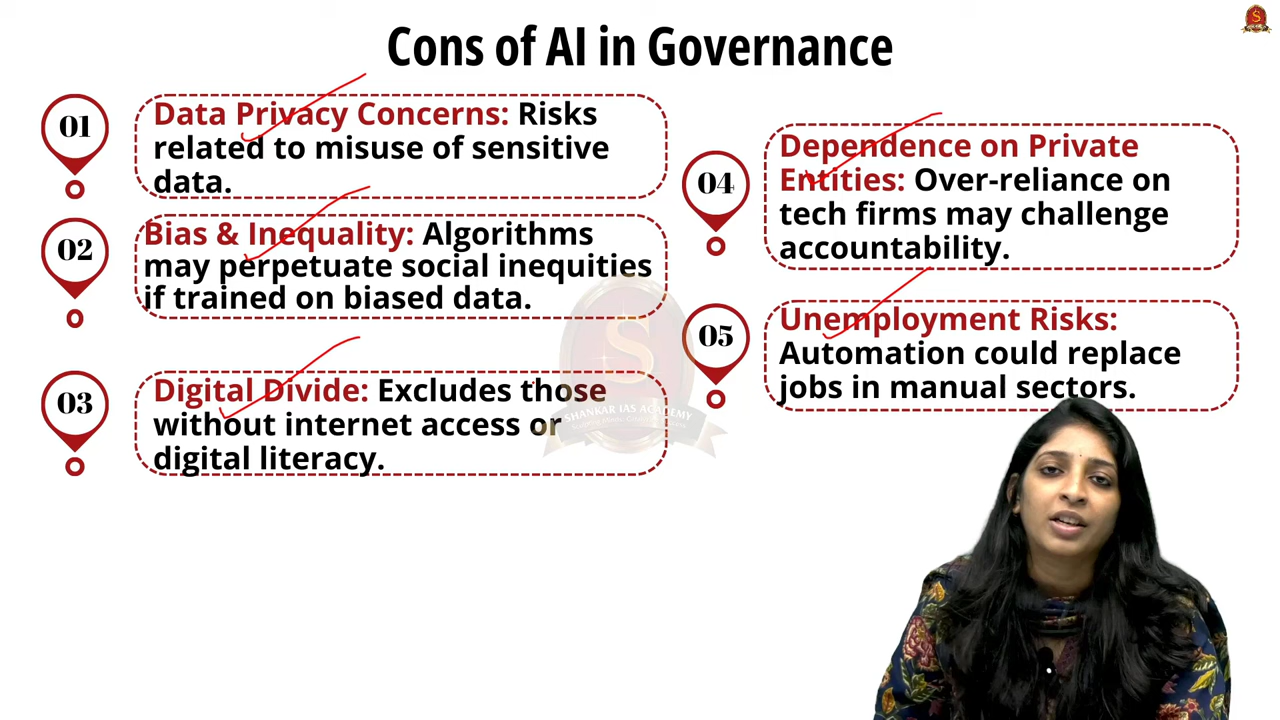 Cons of AI in Governance
01
Data Privacy Concerns: Risks
related to misuse of sensitive
data.
02
Bias & Inequality: Algorithms
may perpetuate social inequities
if trained on biased data.
03
Digital Divide: Excludes those
without internet access or
digital literacy.
04
Dependence on Private
Entities: Over-reliance on
tech firms may challenge
accountability.
05
Unemployment Risks:
Automation could replace
jobs in manual sectors.
S
SHANKAR IAS ACADEMY